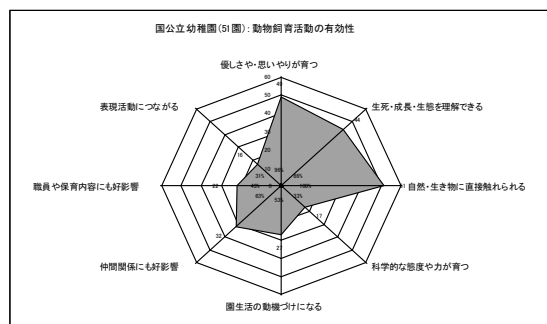 国公立幼稚園(51園):動物飼育活動の有効性
優しさや・思いやりが育つ
60
49
50
40
30
20
10
0
表現活動につながる
生死・成長・生態を理解できる
44
16
31%
96%
86%
職員や保育内容にも好影響
22
43%
100%
51
自然・生き物に直接触れられる
63%
53%
33%
17
32
27
仲間関係にも好影響
科学的な態度や力が育つ
園生活の動機づけになる